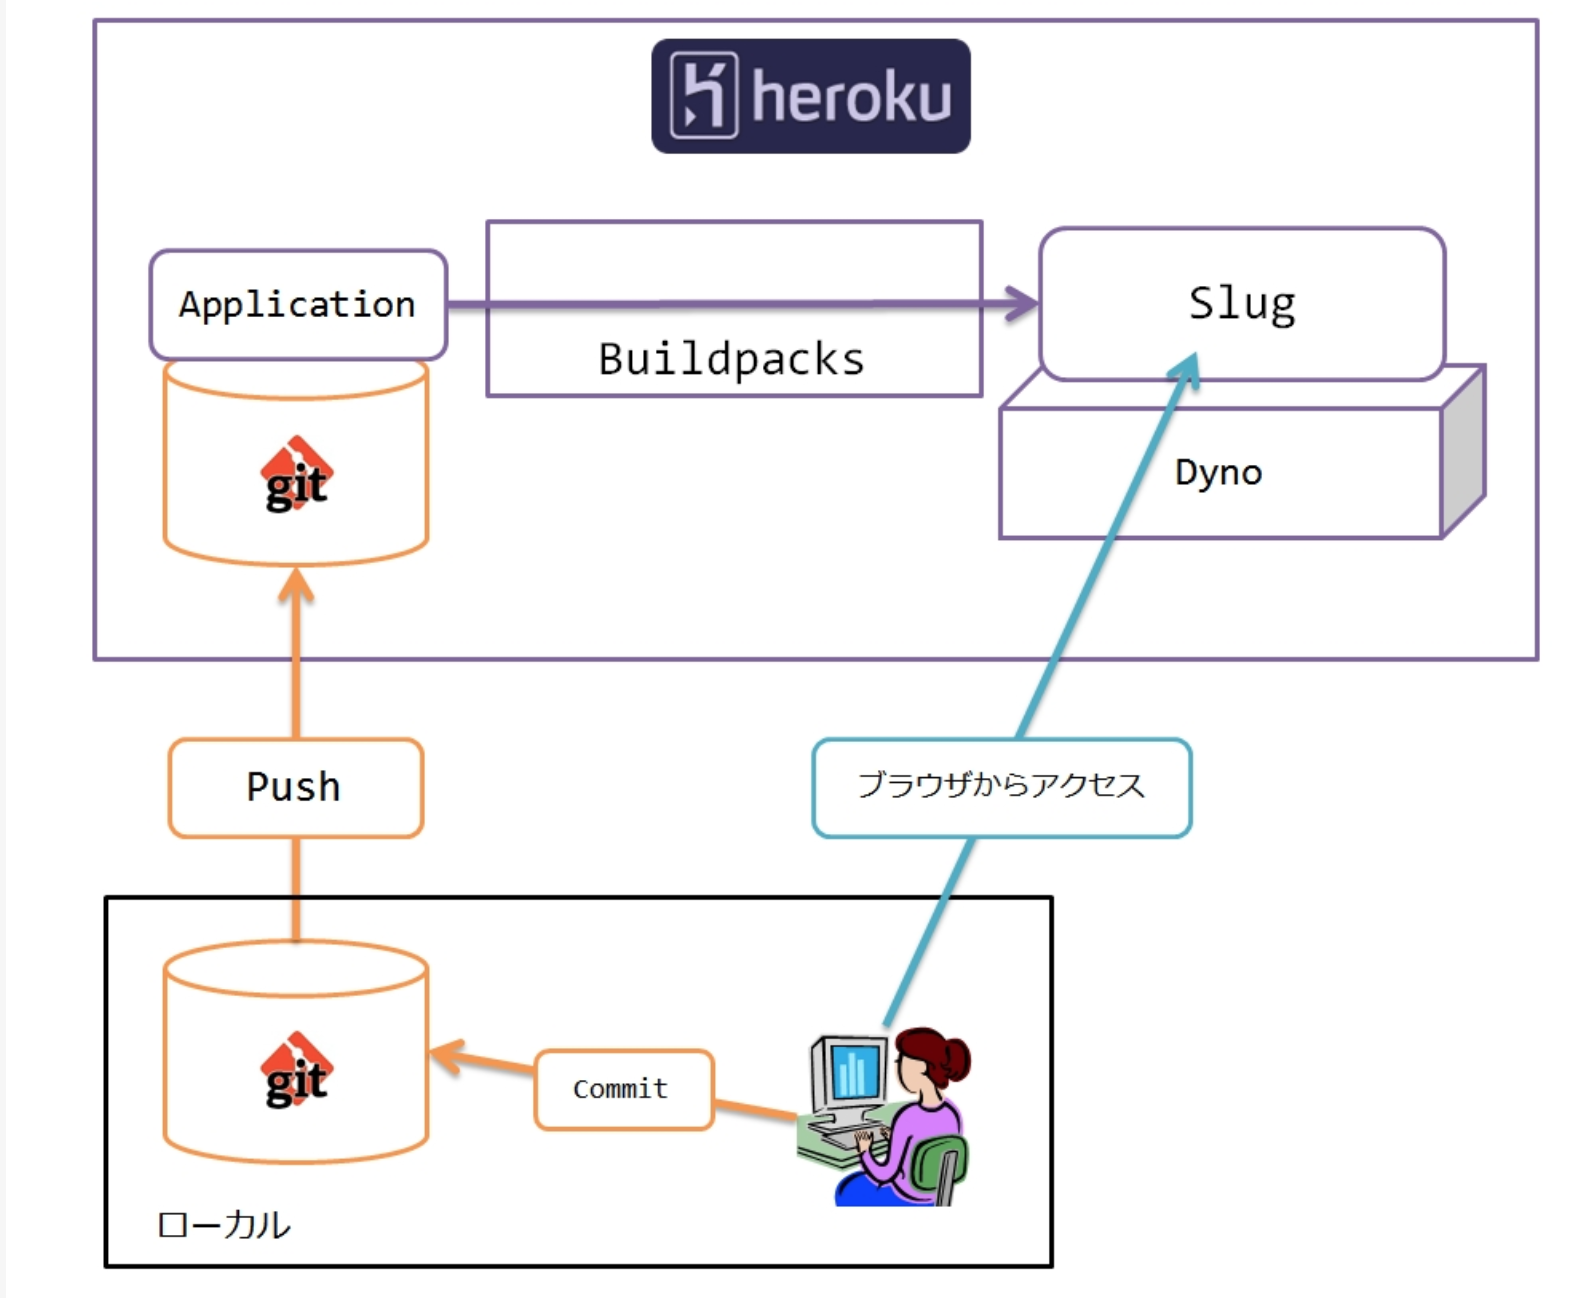 heroku
Application
Buildpacks
Slug
Dyno
git
Push
ブラウザからアクセス
git
Commit
ローカル